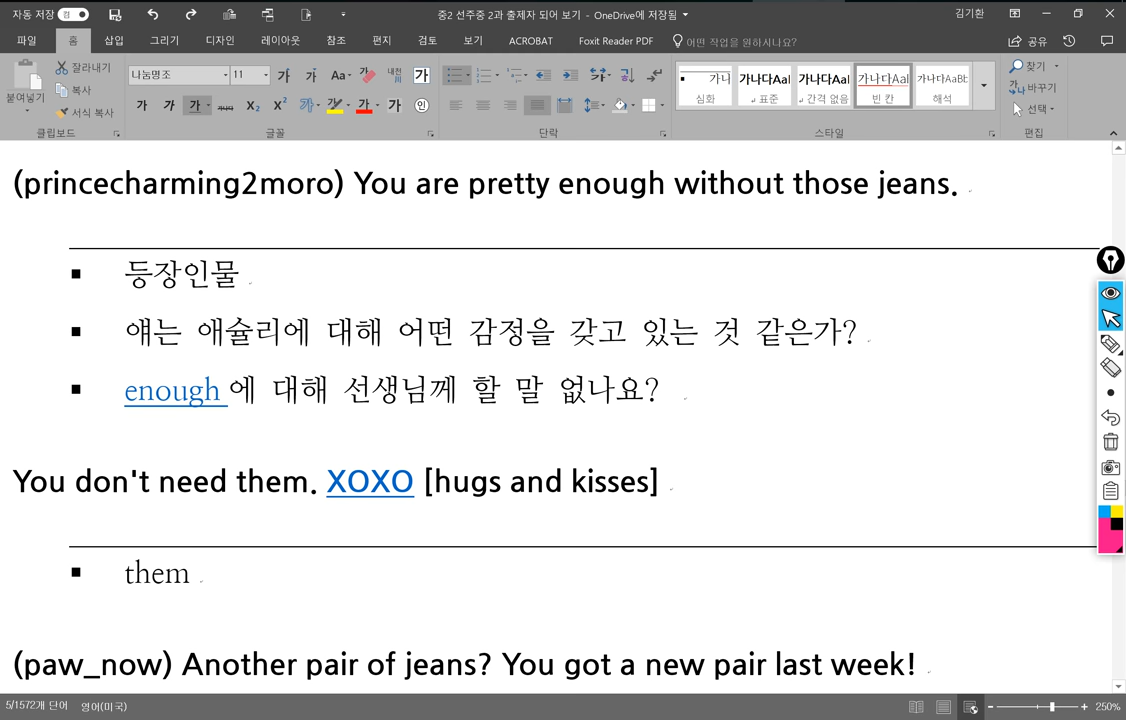 자동 저장 컴 중2 선주중 2과 출제자 되어 보기 - OneDrive에 저장됨 김기환
파일 홈 삽입 그리기 디자인 레이아웃 참조 편지 검토 보기 ACROBAT Foxit Reader PDF 어떤 작업을 원하시나요? 공유
붙여넣기 잘라내기 복사 서식 복사
나눔명조 11
가나 가나다AaI 가나다AaI 가나다AaI 가나다AaBb
심화 표준 간격 없음 빈 칸 해석
찾기 바꾸기 선택
클립보드 글꼴 단락 스타일 편집
(princecharming2moro) You are pretty enough without those jeans.
▪ 등장인물
▪ 얘는 애슐리에 대해 어떤 감정을 갖고 있는 것 같은가?
▪ enough 에 대해 선생님께 할 말 없나요?
You don't need them. XOXO [hugs and kisses]
▪ them
(paw_now) Another pair of jeans? You got a new pair last week!
5/1572개 단어 영어(미국) 250%